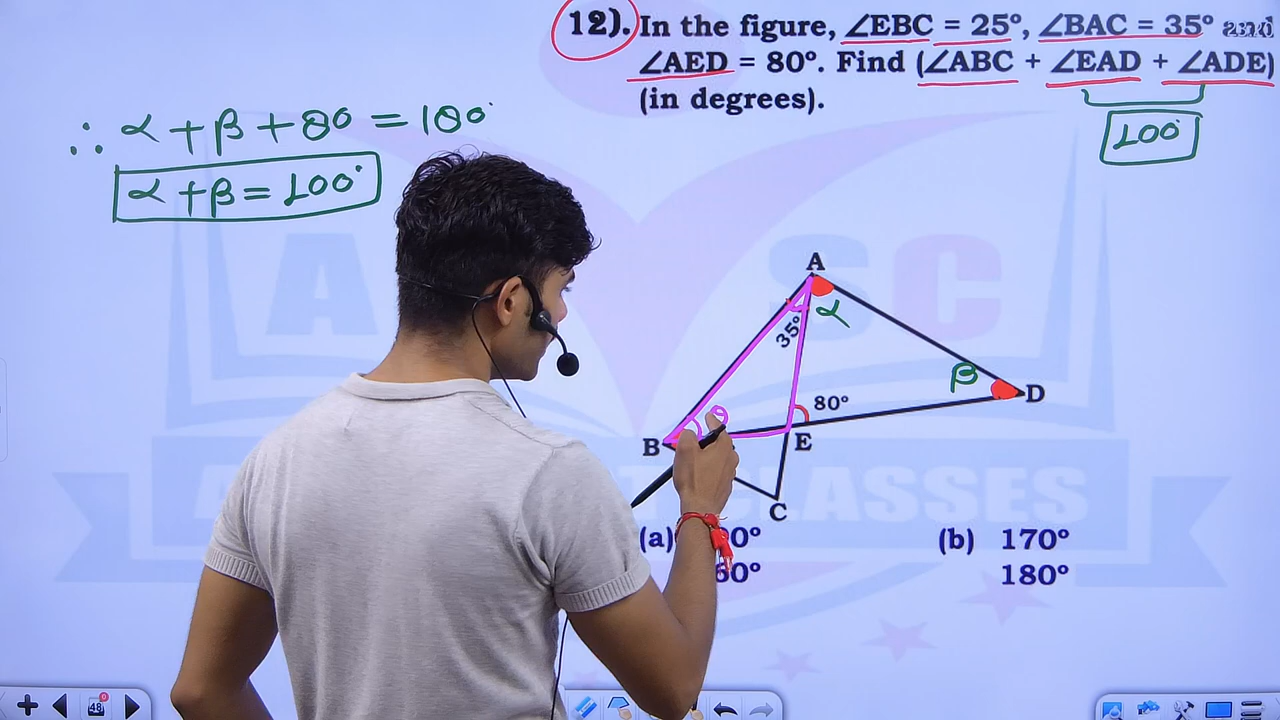 12). In the figure, ∠EBC = 25°, ∠BAC = 35°
∠AED = 80°. Find (∠ABC + ∠EAD + ∠ADE)
(in degrees).
100°
∴ α + β + 80 = 180°
α + β = 100°
A
35°
α
β
D
80°
B
θ
E
C
(a)
(b) 170°
180°
48